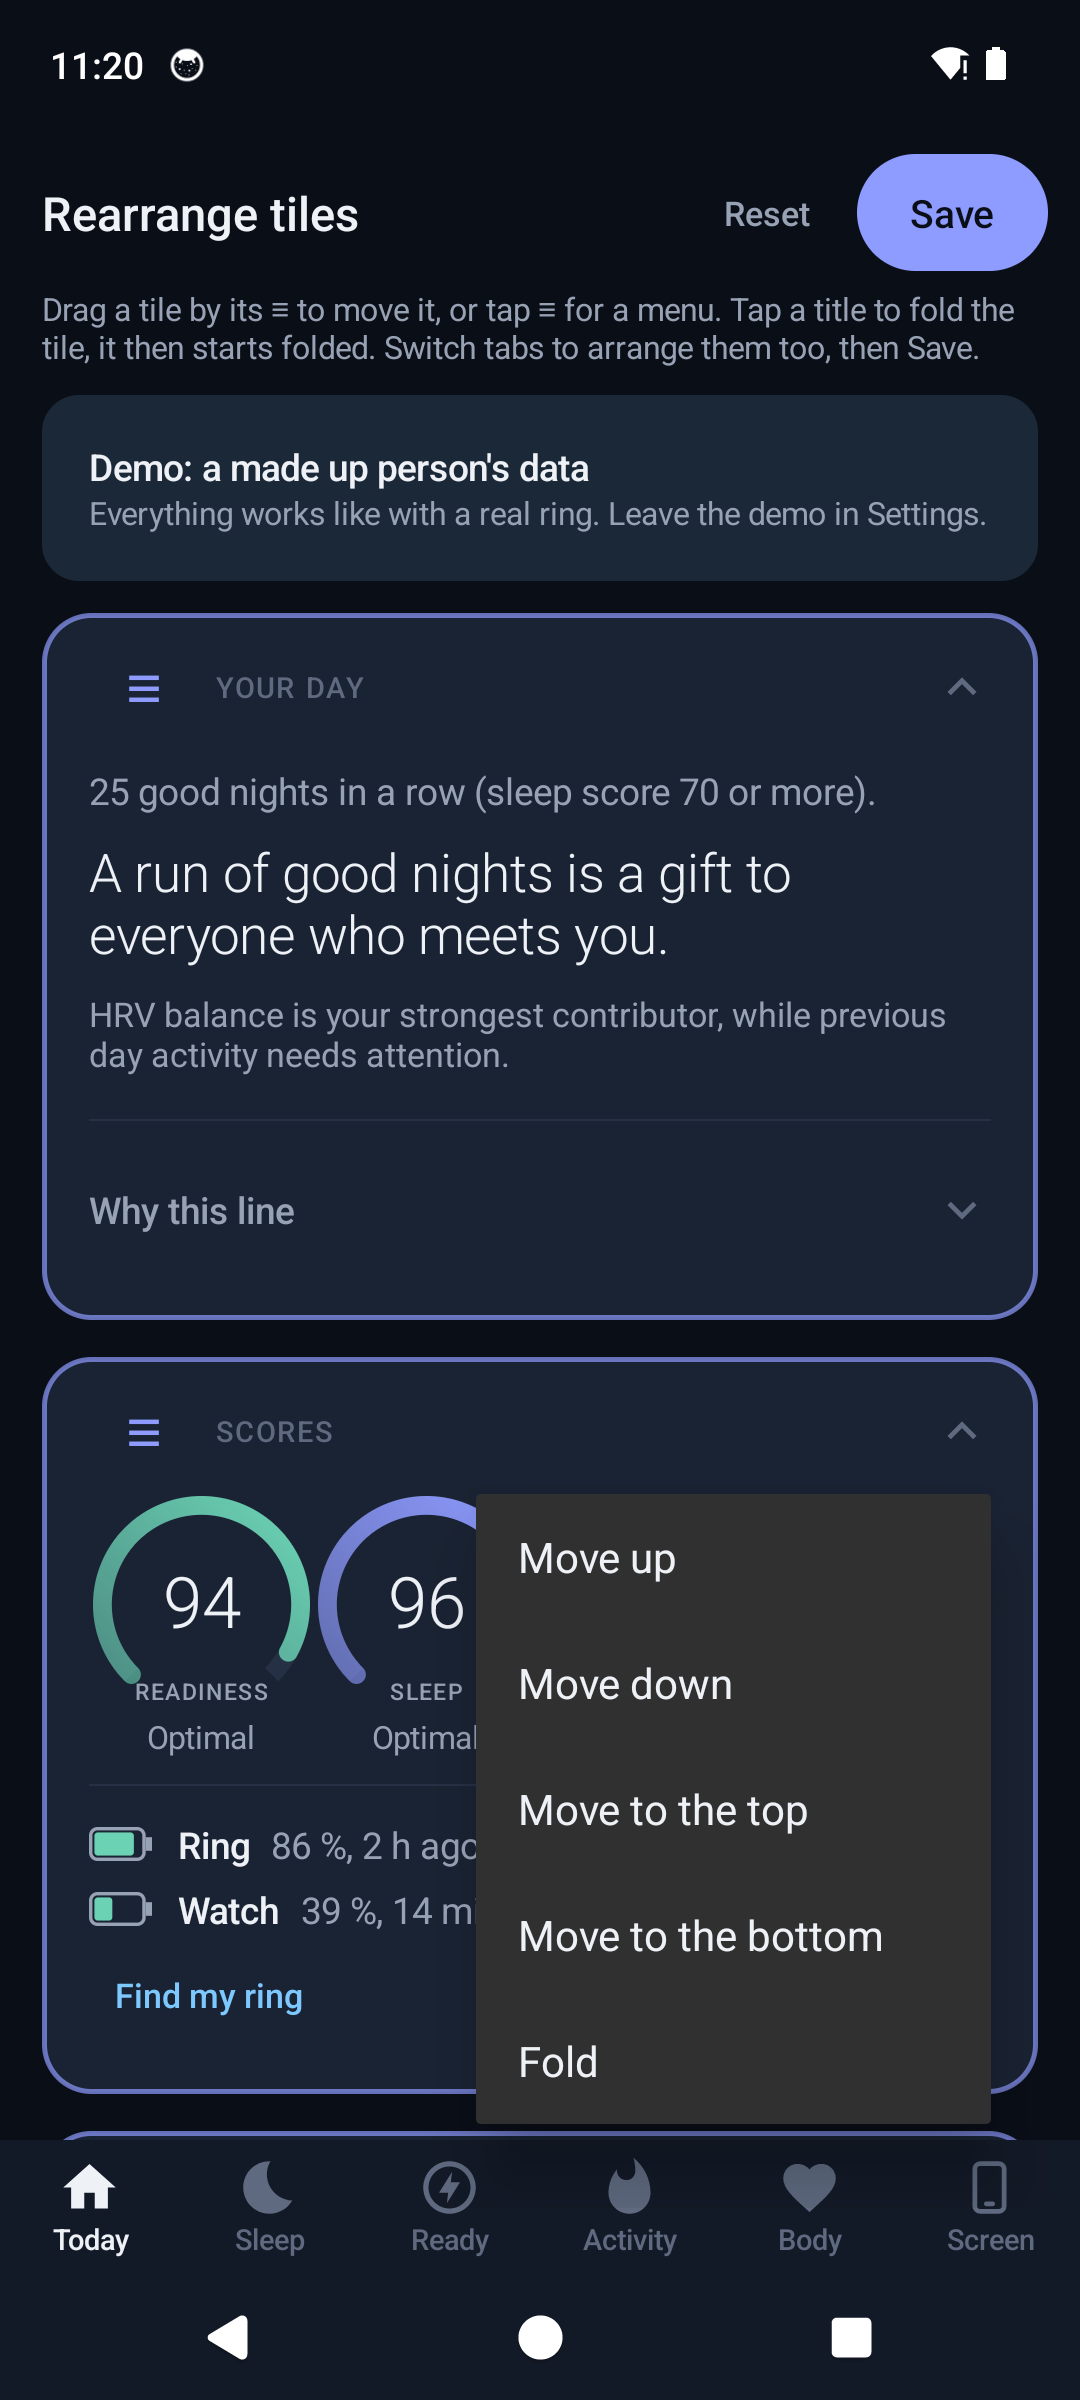 11:20
Rearrange tiles
Reset
Save
Drag a tile by its ≡ to move it, or tap ≡ for a menu. Tap a title to fold the
tile, it then starts folded. Switch tabs to arrange them too, then Save.
Demo: a made up person's data
Everything works like with a real ring. Leave the demo in Settings.
YOUR DAY
25 good nights in a row (sleep score 70 or more).
A run of good nights is a gift to
everyone who meets you.
HRV balance is your strongest contributor, while previous
day activity needs attention.
Why this line
SCORES
94
READINESS
Optimal
96
SLEEP
Optimal
Ring 86 %, 2 h ago
Watch 39 %, 14
Find my ring
Move up
Move down
Move to the top
Move to the bottom
Fold
Today
Sleep
Ready
Activity
Body
Screen